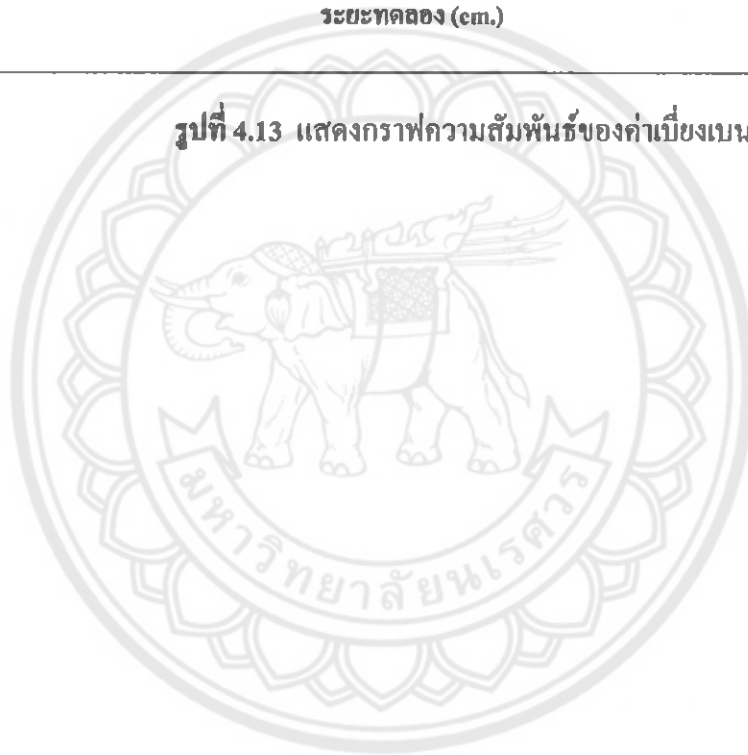 ระยะทดลอง (cm.)
รูปที่ 4.13 แสดงกราฟความสัมพันธ์ของค่าเบี่ยงเบน
มหาวิทยาลัยนเรศวร